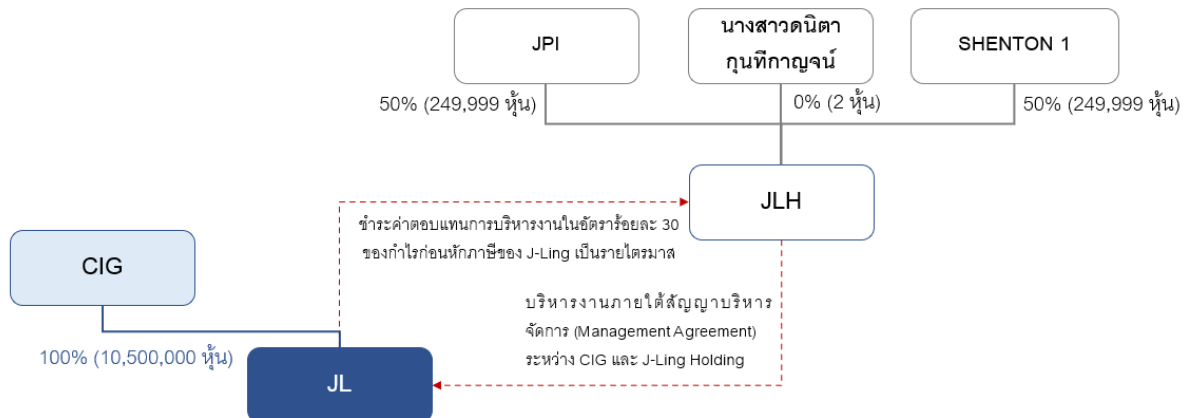 JPI
นางสาวดนิตา
กุนทีกาญจน์
SHENTON 1
50% (249,999 หุ้น)
0% (2 หุ้น)
50% (249,999 หุ้น)
JLH
ชำระค่าตอบแทนการบริหารงานในอัตราร้อยละ 30
ของกำไรก่อนหักภาษีของ J-Ling เป็นรายไตรมาส
CIG
บริหารงานภายใต้สัญญาบริหาร
จัดการ (Management Agreement)
ระหว่าง CIG และ J-Ling Holding
100% (10,500,000 หุ้น)
JL